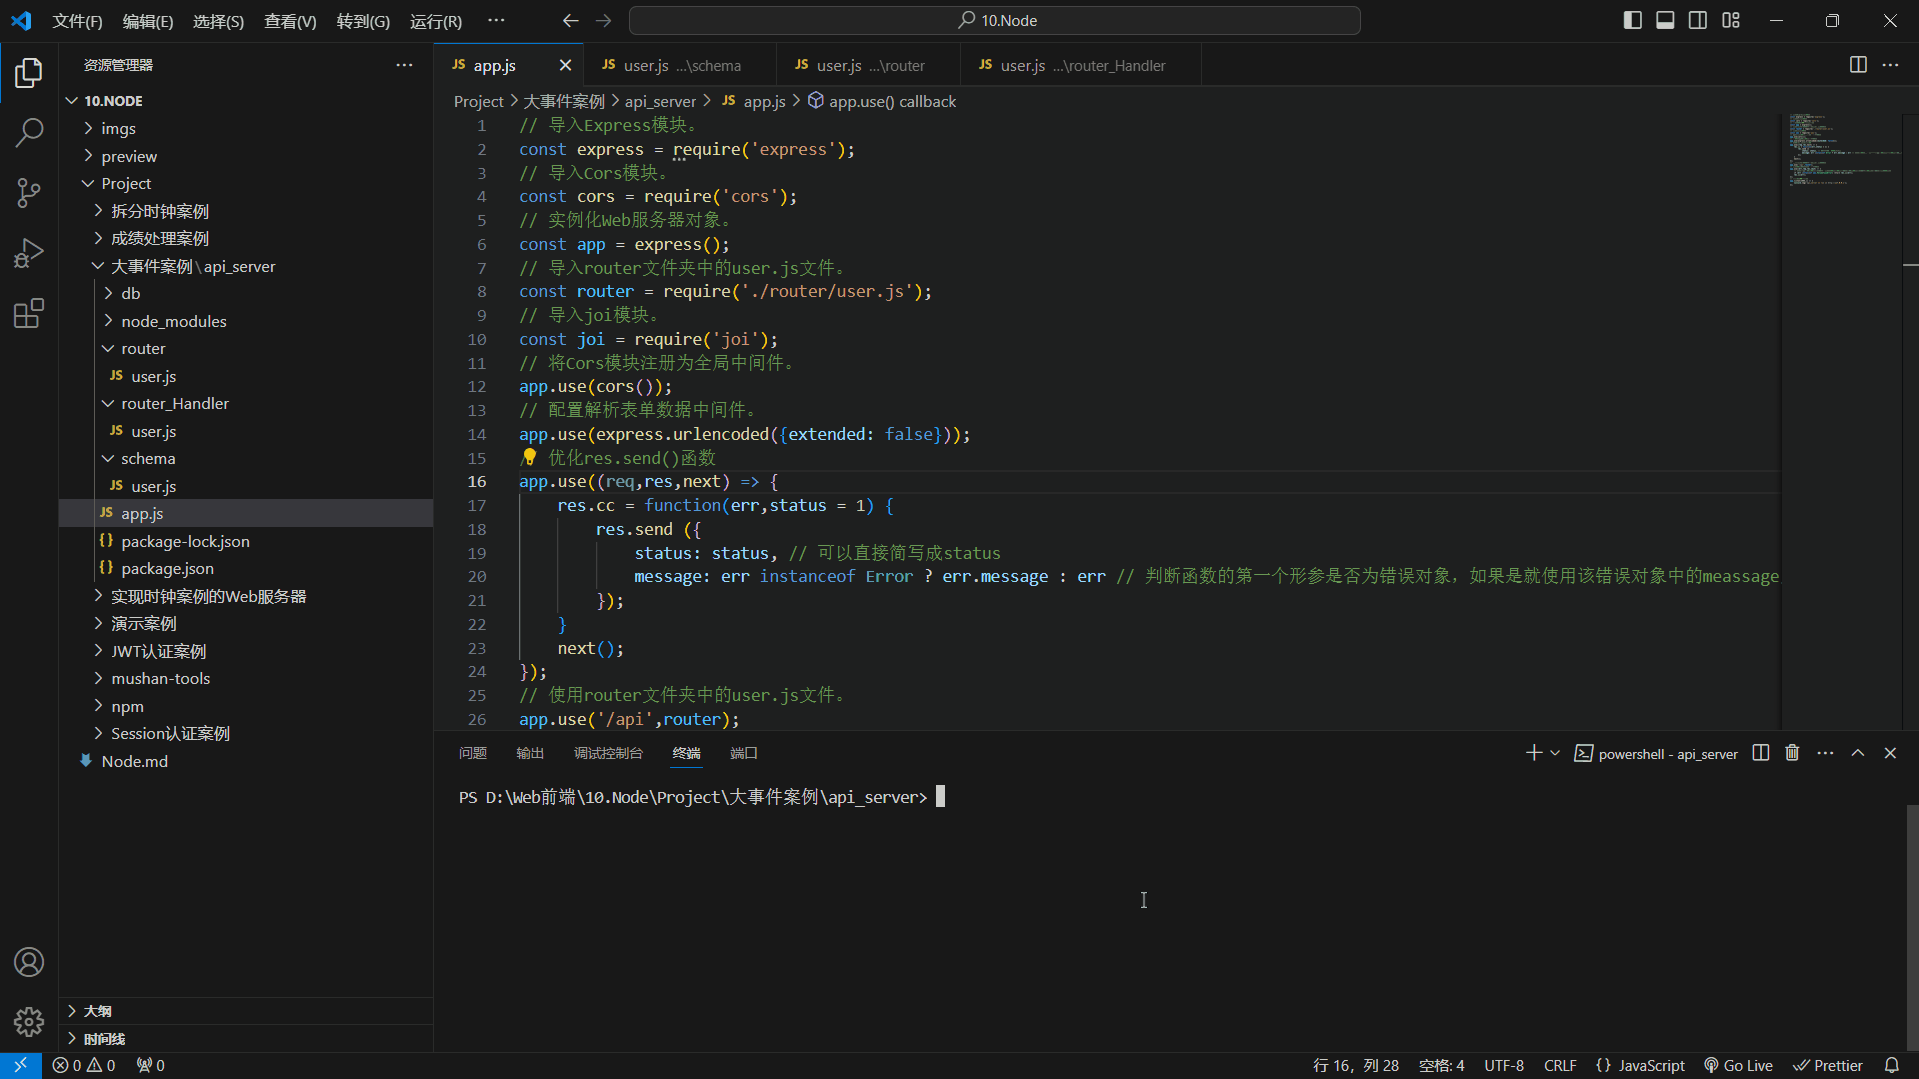 文件(F) 编辑(E) 选择(S) 查看(V) 转到(G) 运行(R) ··· 10.Node
资源管理器 ···
10.NODE
imgs
preview
Project
拆分时钟案例
成绩处理案例
大事件案例\api_server
db
node_modules
router
JS user.js
router_Handler
JS user.js
schema
JS user.js
JS app.js
{} package-lock.json
{} package.json
实现时钟案例的Web服务器
演示案例
JWT认证案例
mushan-tools
npm
Session认证案例
Node.md
大纲
时间线
JS app.js JS user.js ...\schema JS user.js ...\router JS user.js ...\router_Handler
Project > 大事件案例 > api_server > JS app.js > app.use() callback
1 // 导入Express模块。
2 const express = require('express');
3 // 导入Cors模块。
4 const cors = require('cors');
5 // 实例化Web服务器对象。
6 const app = express();
7 // 导入router文件夹中的user.js文件。
8 const router = require('./router/user.js');
9 // 导入joi模块。
10 const joi = require('joi');
11 // 将Cors模块注册为全局中间件。
12 app.use(cors());
13 // 配置解析表单数据中间件。
14 app.use(express.urlencoded({extended: false}));
15 优化res.send()函数
16 app.use((req,res,next) => {
17 res.cc = function(err,status = 1) {
18 res.send ({
19 status: status, // 可以直接简写成status
20 message: err instanceof Error ? err.message : err // 判断函数的第一个形参是否为错误对象，如果是就使用该错误对象中的meassage
21 });
22 }
23 next();
24 });
25 // 使用router文件夹中的user.js文件。
26 app.use('/api',router);
问题 输出 调试控制台 终端 端口 powershell - api_server
PS D:\Web前端\10.Node\Project\大事件案例\api_server>
0 0 0 行 16，列 28 空格: 4 UTF-8 CRLF {} JavaScript Go Live Prettier